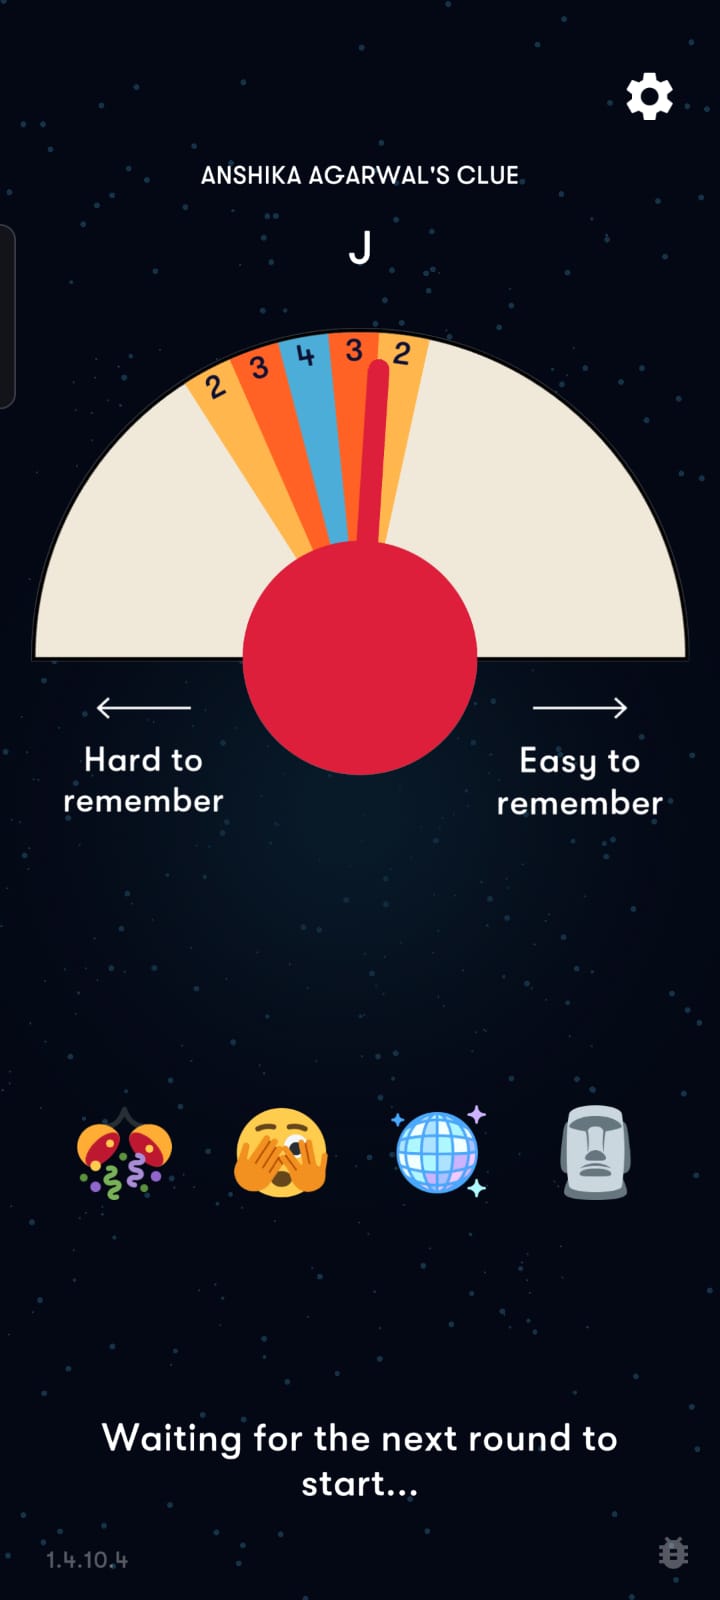 ANSHIKA AGARWAL'S CLUE
J
2 3 4 3 2
Hard to
remember
Easy to
remember
Waiting for the next round to
start...
1.4.10.4